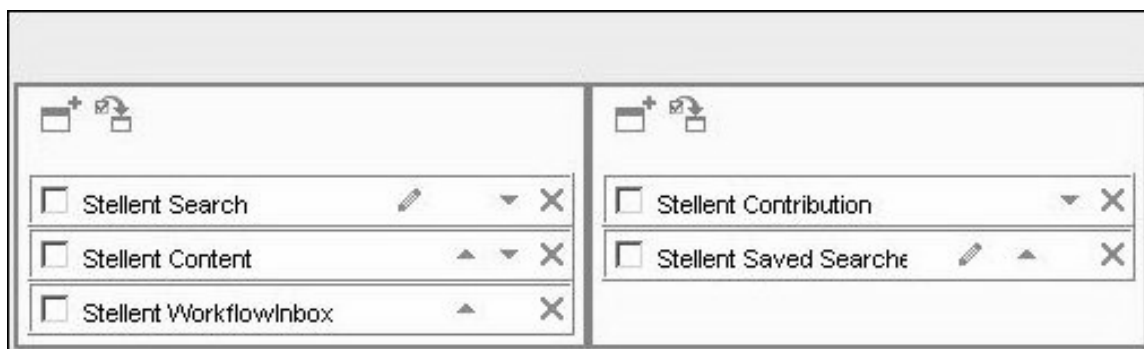 Stellent Search
Stellent Content
Stellent WorkflowInbox
Stellent Contribution
Stellent Saved Searche